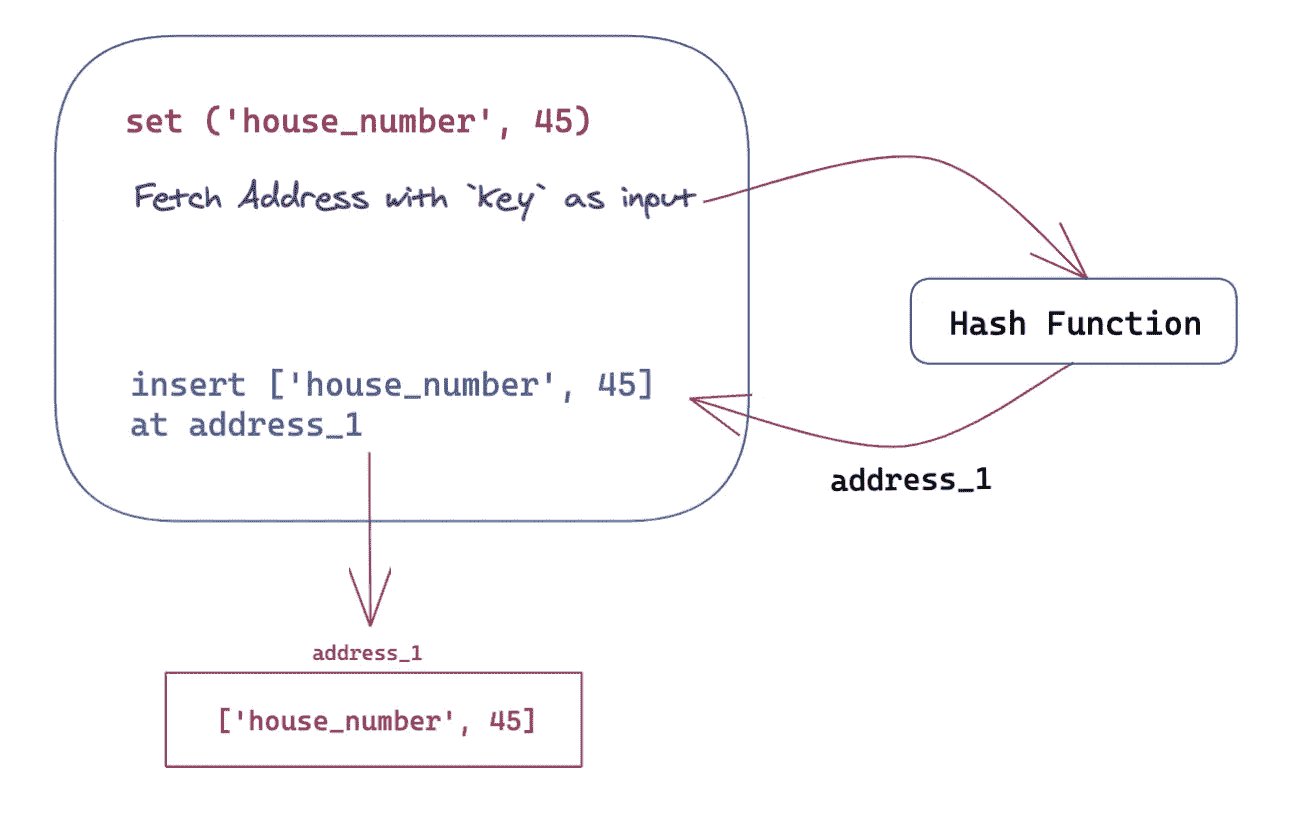 set ('house_number', 45)
Fetch Address with `key` as input
Hash Function
insert ['house_number', 45]
at address_1
address_1
address_1
['house_number', 45]